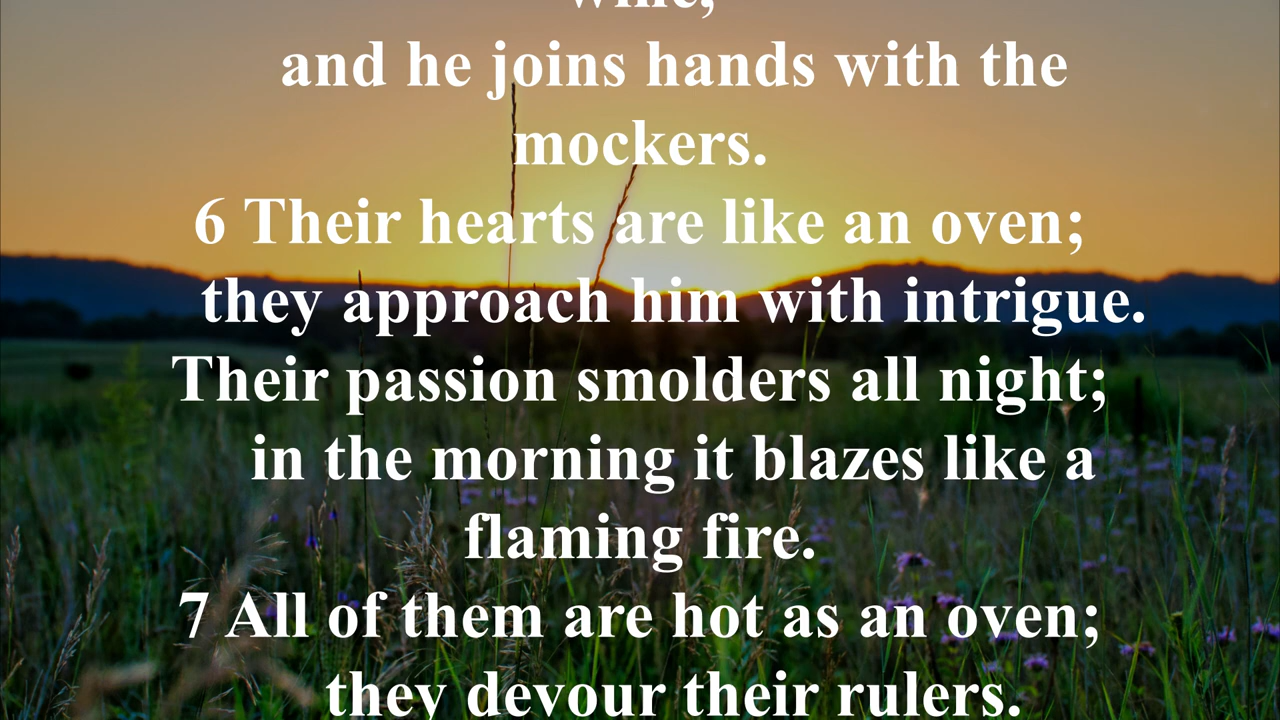 wine,
and he joins hands with the
mockers.
6 Their hearts are like an oven;
they approach him with intrigue.
Their passion smolders all night;
in the morning it blazes like a
flaming fire.
7 All of them are hot as an oven;
they devour their rulers.